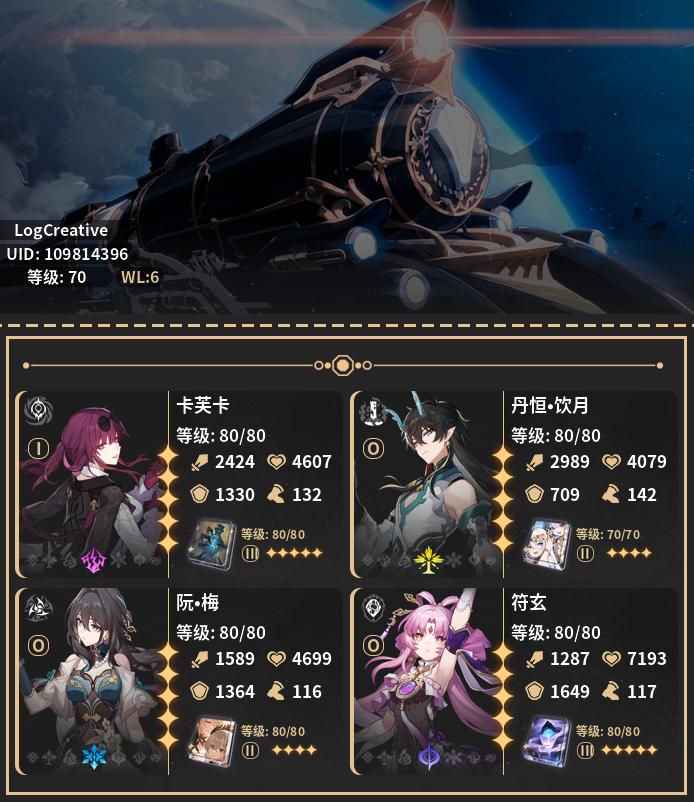 LogCreative
UID: 109814396
等级: 70 WL:6
卡芙卡
等级: 80/80
I
2424 4607
1330 132
等级: 80/80
III
丹恒•饮月
等级: 80/80
0
2989 4079
709 142
等级: 70/70
II
阮•梅
等级: 80/80
0
1589 4699
1364 116
等级: 80/80
II
符玄
等级: 80/80
0
1287 7193
1649 117
等级: 80/80
III